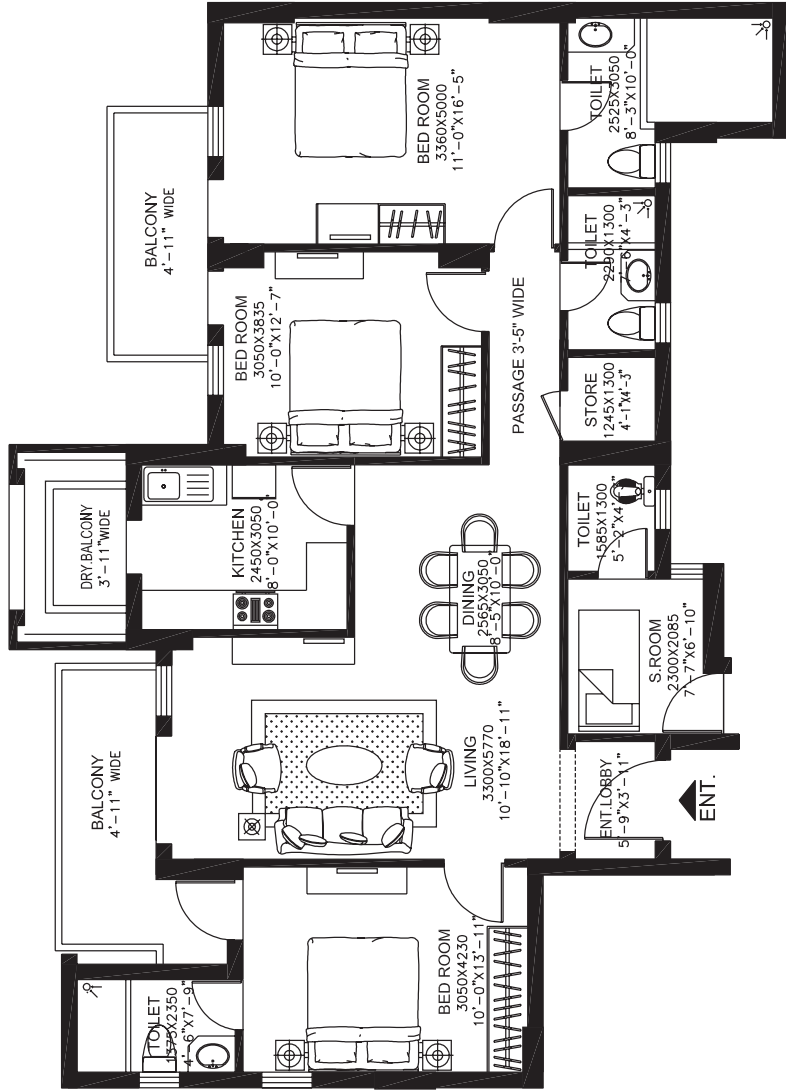 BALCONY
4'-11" WIDE
BED ROOM
3360X5000
11'-0"X16'-5"
TOILET
2525X3050
8'-3"X10'-0"
BED ROOM
3050X3835
10'-0"X12'-7"
PASSAGE 3'-5" WIDE
TOILET
2290X1300
STORE
1245X1300
4'-1"X4'-3"
DRY.BALCONY
3'-11"WIDE
KITCHEN
2450X3050
8'-0"X10'-0
DINING
2565X3050
8'-5"X10'-0"
TOILET
1585X1300
S.ROOM
2300X2085
7'-7"X6'-10"
BALCONY
4'-11" WIDE
LIVING
3300X5770
10'-10"X18'-11"
ENT.LOBBY
5'-9"X3'-11"
ENT.
TOILET
1375X2350
BED ROOM
3050X4230
10'-0"X13'-11"